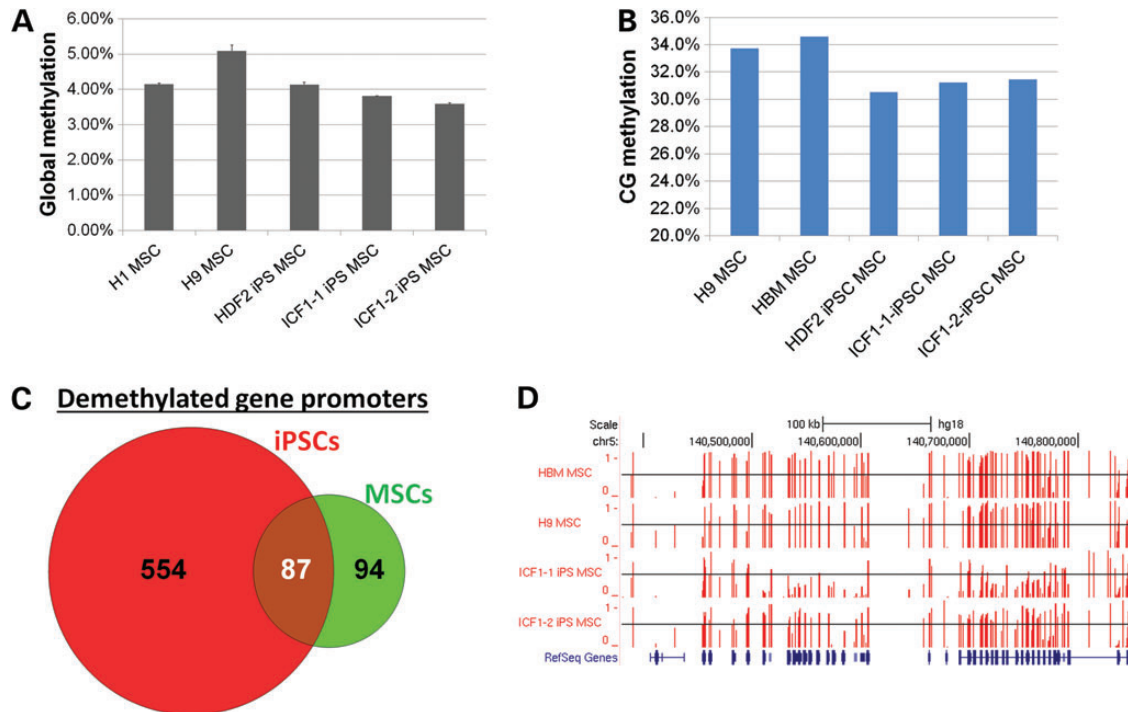 A
Global methylation
6.00%
5.00%
4.00%
3.00%
2.00%
1.00%
0.00%
H1 MSC
H9 MSC
HDF2 iPS MSC
ICF1-1 iPS MSC
ICF1-2 iPS MSC
B
CG methylation
36.0%
34.0%
32.0%
30.0%
28.0%
26.0%
24.0%
22.0%
20.0%
H9 MSC
HBM MSC
HDF2 iPSC MSC
ICF1-1-iPSC MSC
ICF1-2-iPSC MSC
C
Demethylated gene promoters
iPSCs
MSCs
554
87
94
D
Scale
100 kb
hg18
chr5:
140,500,000
140,600,000
140,700,000
140,800,000
1
HBM MSC
0
1
H9 MSC
0
1
ICF1-1 iPS MSC
0
1
ICF1-2 iPS MSC
0
RefSeq Genes